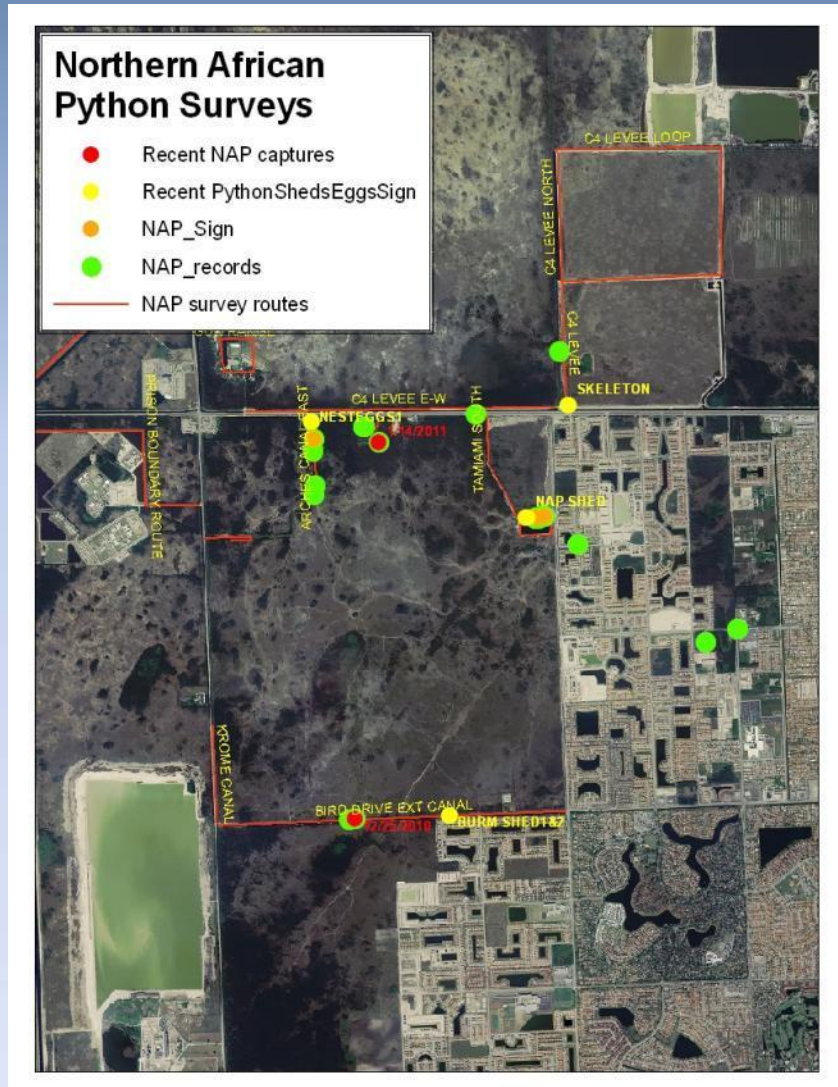 Northern African
Python Surveys
Recent NAP captures
Recent PythonShedsEggsSign
NAP_Sign
NAP_records
NAP survey routes
C4 LEVEE LOOP
C4 LEVEE NORTH
C4 LEVEE
SKELETON
C4 LEVEE E-W
NESTEGGS1
14/2011
TAMIAMI SOUTH
ARCHES CANAL EAST
PRISON BOUNDARY ROUTE
NAP SHED
KROME CANAL
BIRD DRIVE EXT CANAL
BURM SHED1&2